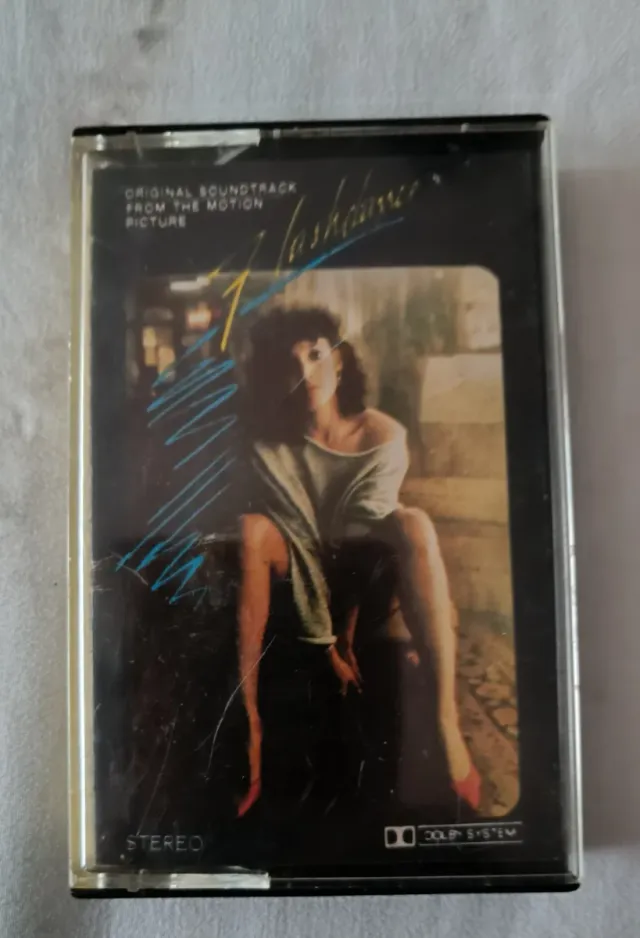 ORIGINAL SOUNDTRACK
FROM THE MOTION
PICTURE
Flashdance
STEREO
DOLBY SYSTEM